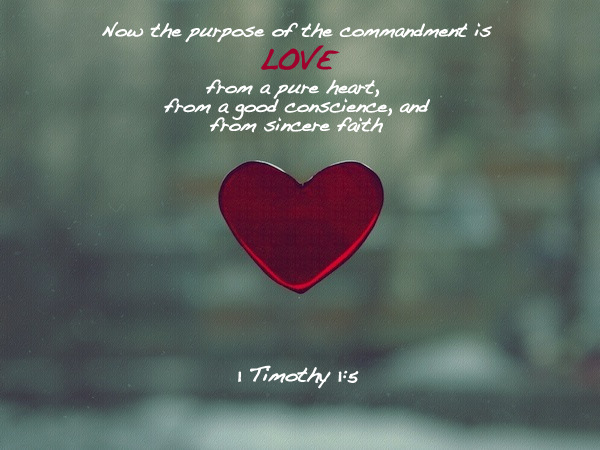 Now the purpose of the commandment is
LOVE
from a pure heart,
from a good conscience, and
from sincere faith
1 Timothy 1:5